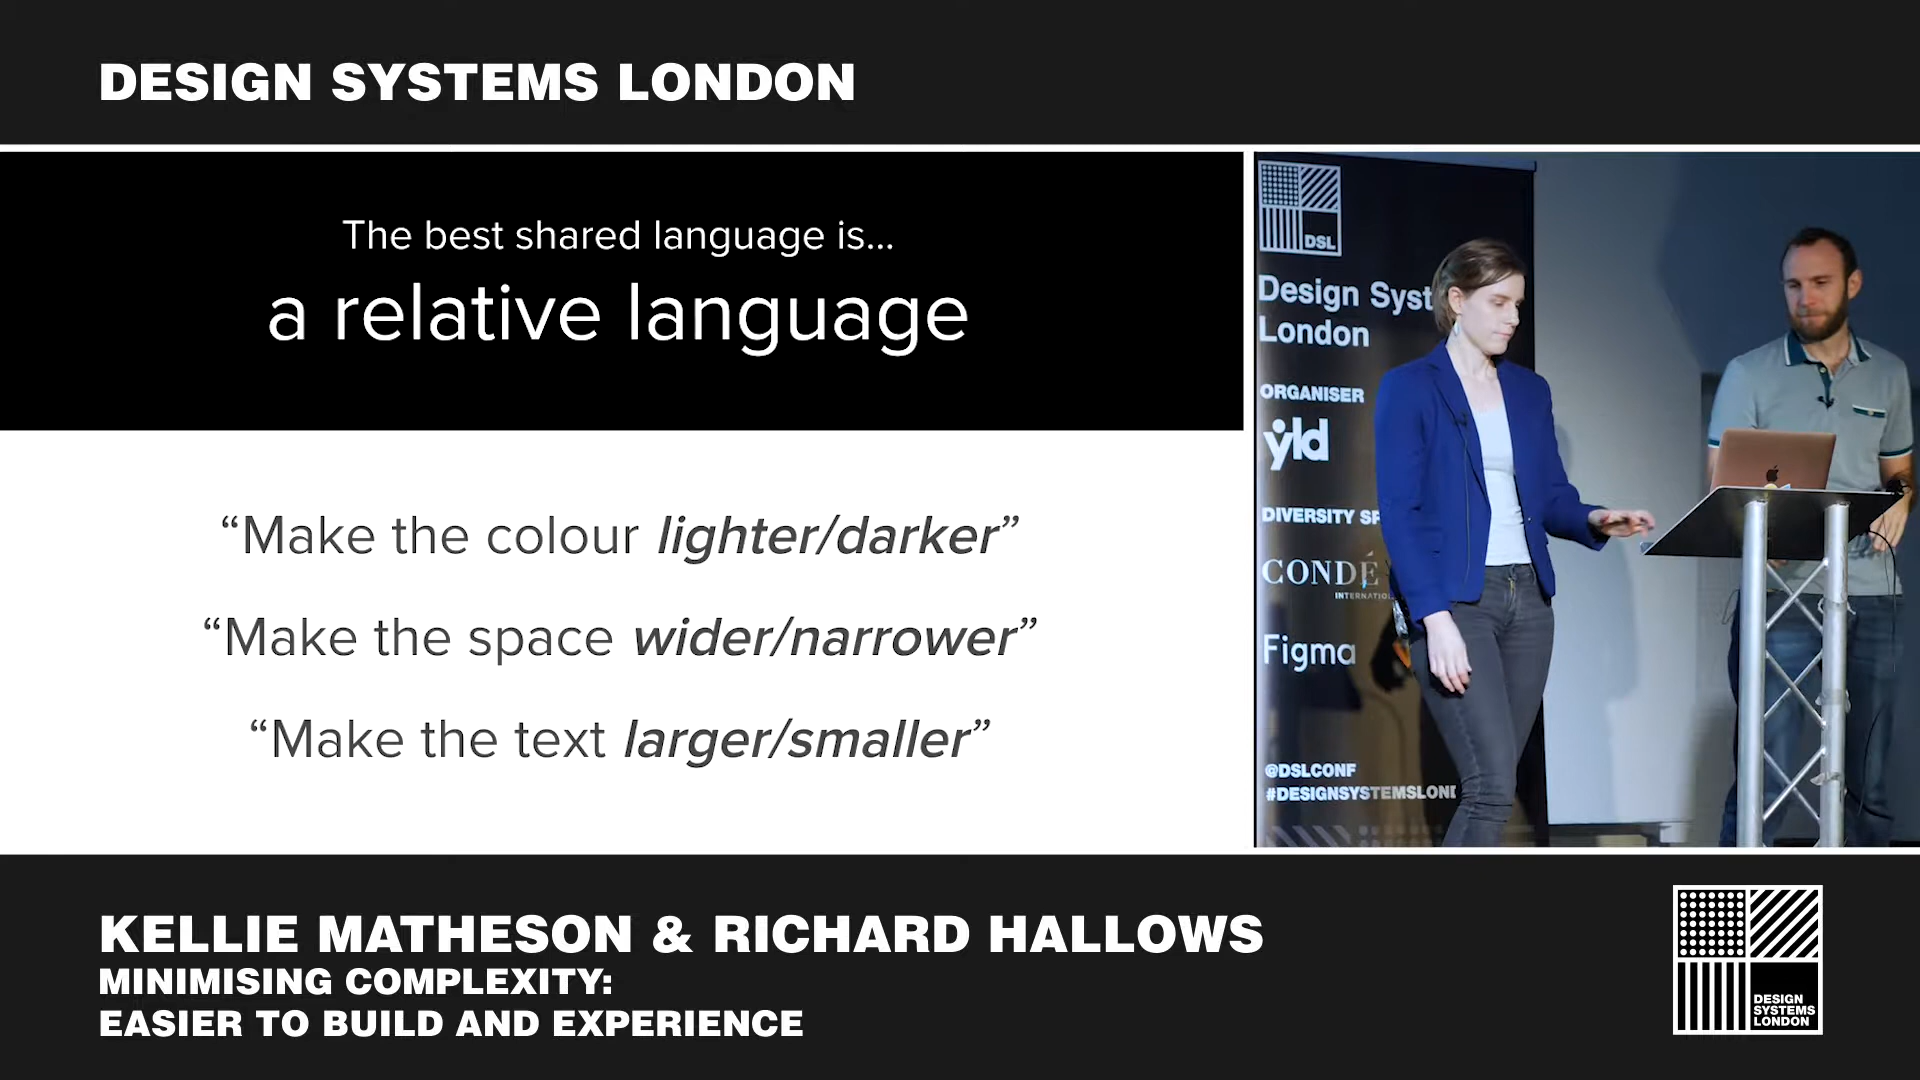 DESIGN SYSTEMS LONDON
The best shared language is...
a relative language
“Make the colour lighter/darker”
“Make the space wider/narrower”
“Make the text larger/smaller”
DSL
Design Syst
London
ORGANISER
yld
DIVERSITY SP
CONDÉ
INTERNATIO
Figma
@DSLCONF
#DESIGNSYSTEMSLOND
KELLIE MATHESON & RICHARD HALLOWS
MINIMISING COMPLEXITY:
EASIER TO BUILD AND EXPERIENCE
DESIGN
SYSTEMS
LONDON